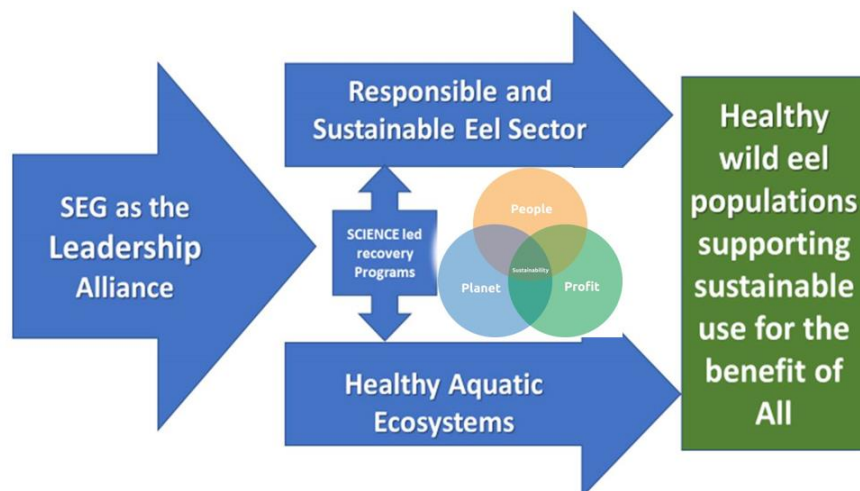 SEG as the
Leadership
Alliance
Responsible and
Sustainable Eel Sector
SCIENCE led
recovery
Programs
People
Sustainability
Planet
Profit
Healthy Aquatic
Ecosystems
Healthy
wild eel
populations
supporting
sustainable
use for the
benefit of
All